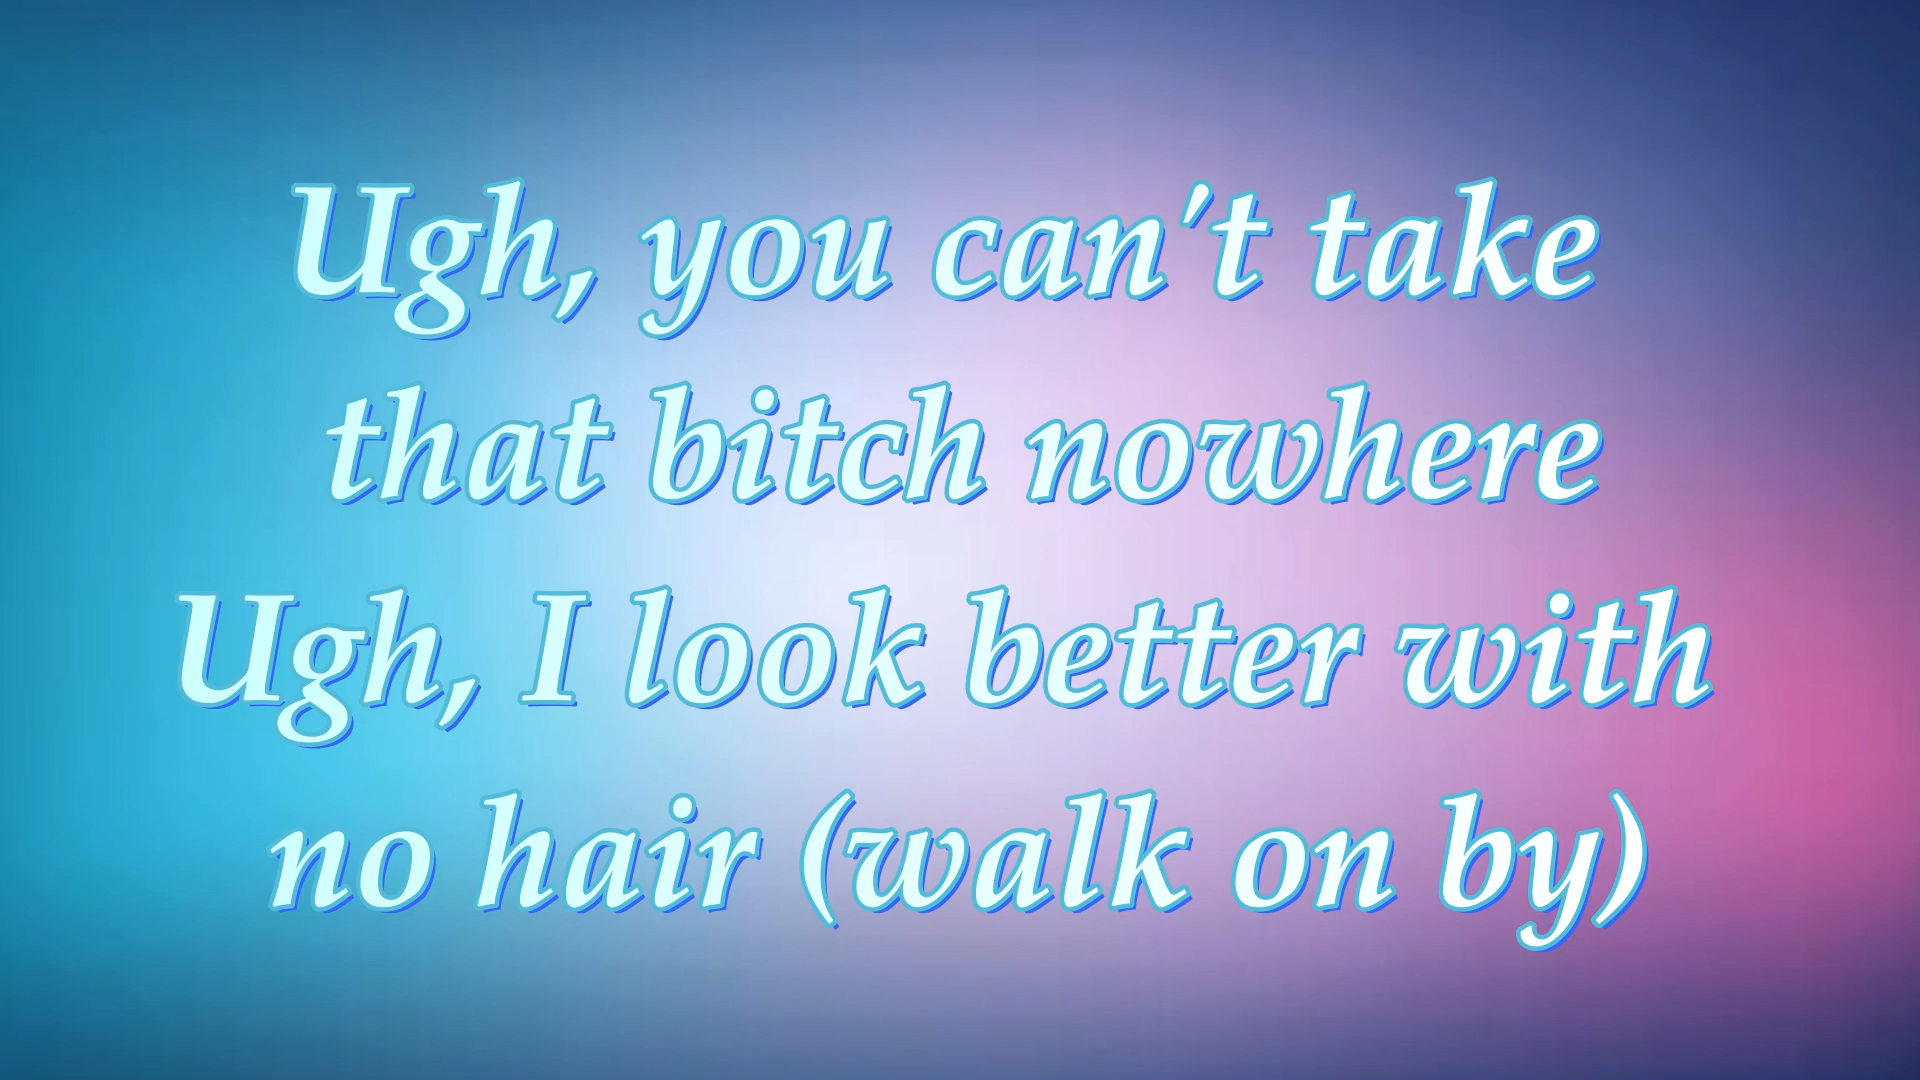 Ugh, you can't take
that bitch nowhere
Ugh, I look better with
no hair (walk on by)